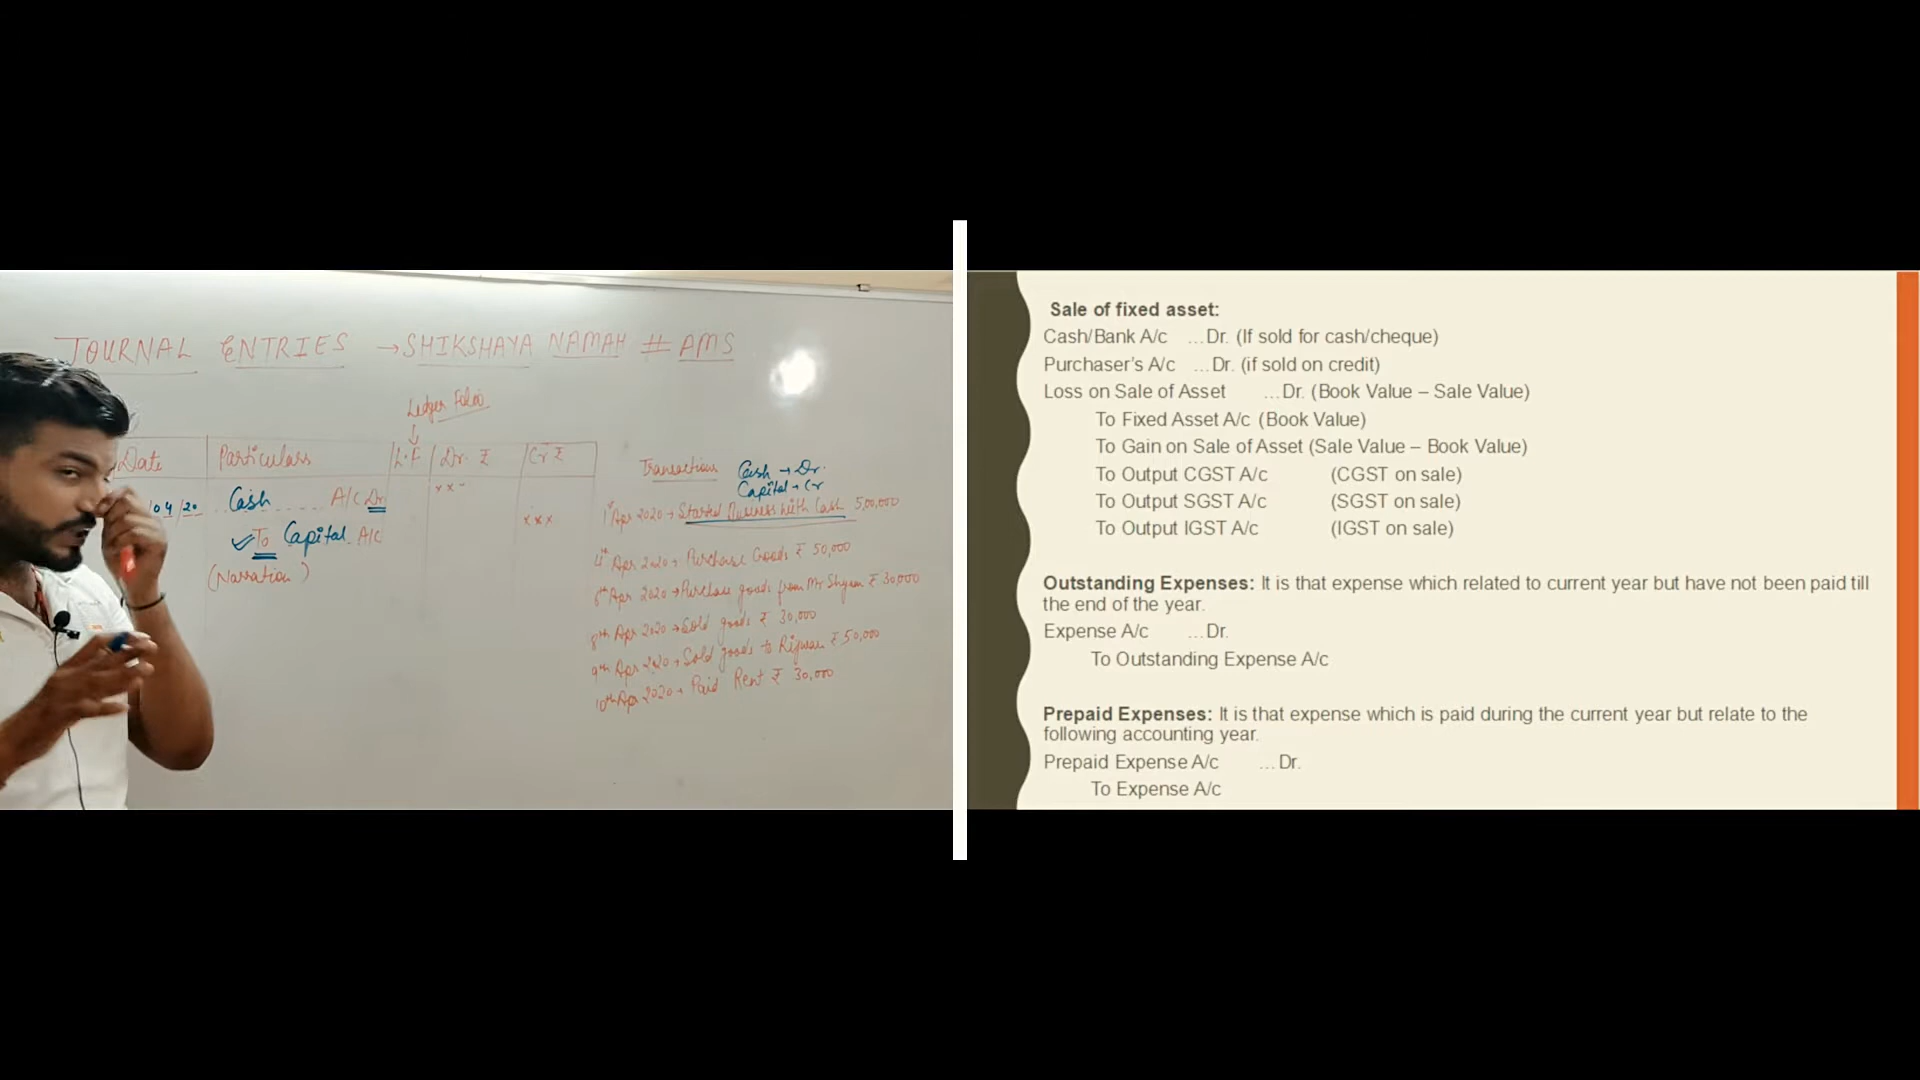 JOURNAL ENTRIES → SHIKSHAYA NAMAH # AMS
Ledger Folio
↓
Date Particulars L.F Dr. ₹ Cr ₹
/04/20 Cash ........ A/C Dr. xx-
✓ To Capital A/C xxx
(Narration)
Transactions Cash → Dr.
Capital → Cr
1st Apr 2020 → Started Business with Cash 5,00,000
4th Apr 2020 → Purchase Goods ₹ 50,000
Apr 2020 → Purchase goods from Mr Shyam ₹ 30,000
8th Apr 2020 → Sold goods ₹ 30,000
9th Apr 2020 → Sold goods to ₹ 50,000
10th Apr 2020 → Paid Rent ₹ 30,000
Sale of fixed asset:
Cash/Bank A/c ...Dr. (If sold for cash/cheque)
Purchaser's A/c ...Dr. (if sold on credit)
Loss on Sale of Asset ...Dr. (Book Value – Sale Value)
To Fixed Asset A/c (Book Value)
To Gain on Sale of Asset (Sale Value – Book Value)
To Output CGST A/c (CGST on sale)
To Output SGST A/c (SGST on sale)
To Output IGST A/c (IGST on sale)
Outstanding Expenses: It is that expense which related to current year but have not been paid till
the end of the year.
Expense A/c ...Dr.
To Outstanding Expense A/c
Prepaid Expenses: It is that expense which is paid during the current year but relate to the
following accounting year.
Prepaid Expense A/c ...Dr.
To Expense A/c